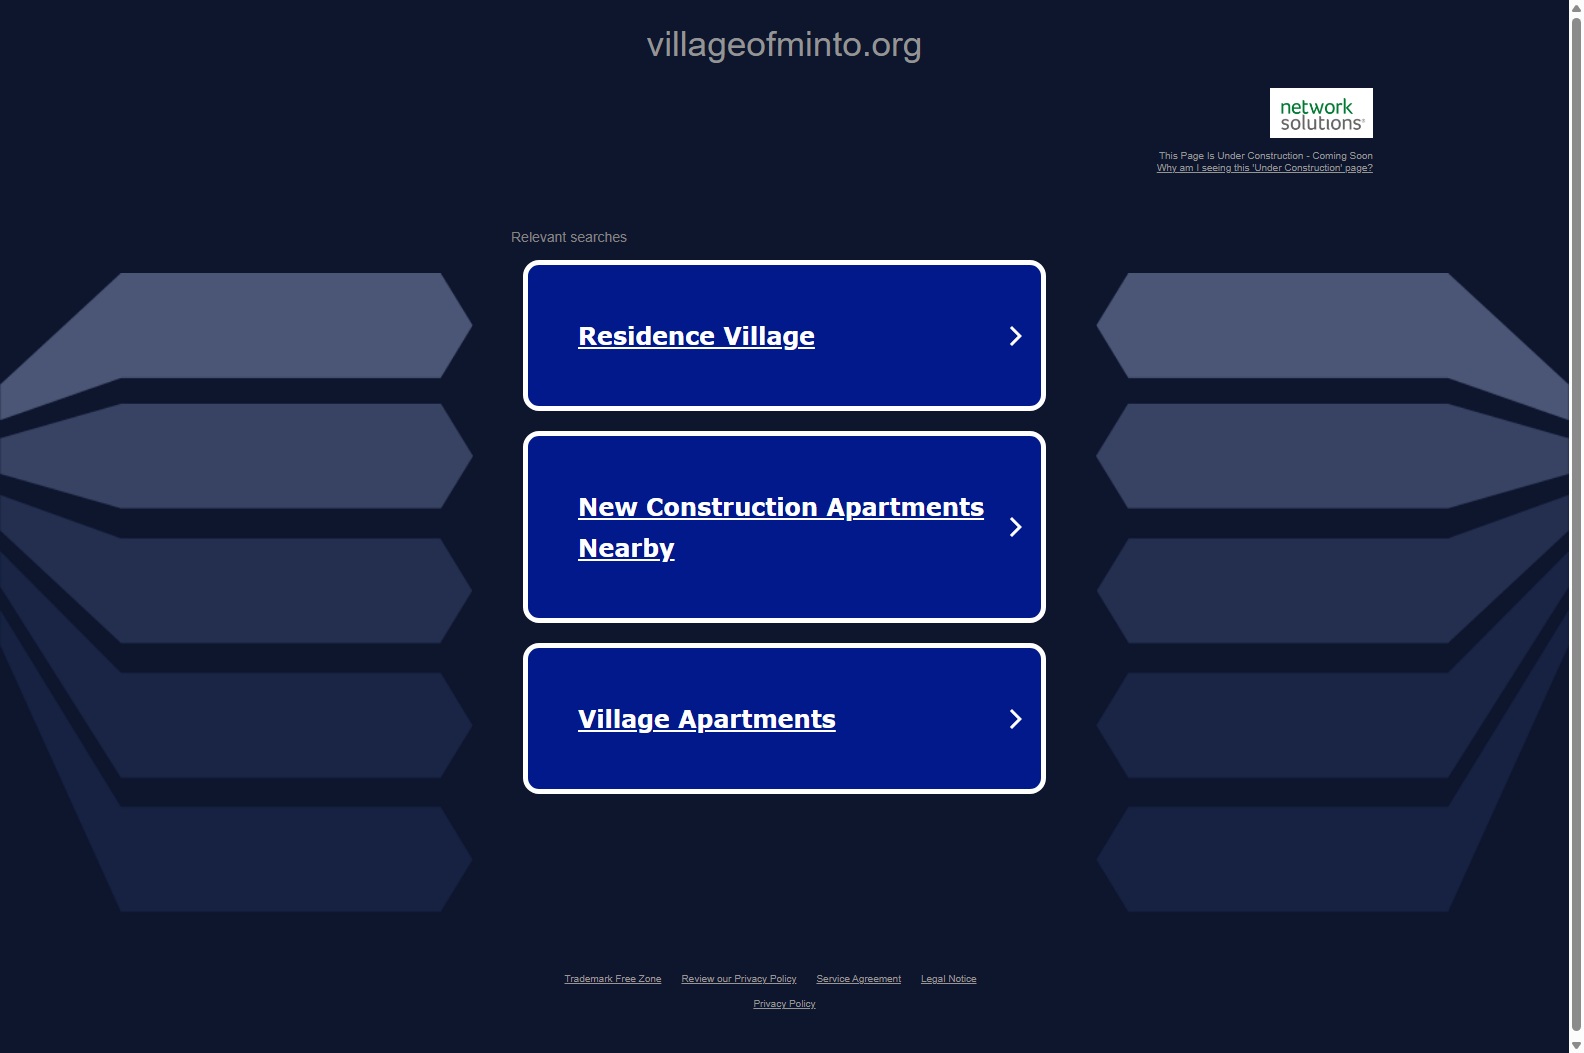 villageofminto.org
network
solutions®
This Page Is Under Construction - Coming Soon
Why am I seeing this 'Under Construction' page?
Relevant searches
Residence Village
New Construction Apartments
Nearby
Village Apartments
Trademark Free Zone Review our Privacy Policy Service Agreement Legal Notice
Privacy Policy